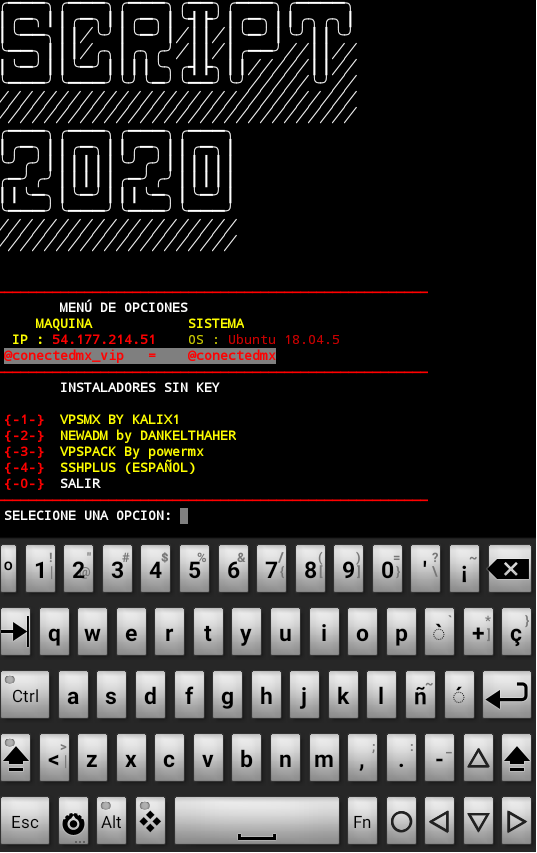 SCRIPT
2020
MENÚ DE OPCIONES
MAQUINA SISTEMA
IP : 54.177.214.51 OS : Ubuntu 18.04.5
@conectedmx_vip = @conectedmx
INSTALADORES SIN KEY
{-1-} VPSMX BY KALIX1
{-2-} NEWADM by DANKELTHAHER
{-3-} VPSPACK By powermx
{-4-} SSHPLUS (ESPAÑOL)
{-0-} SALIR
SELECIONE UNA OPCION:
º 1 ! | 2 " @ 3 # 4 $ 5 % 6 & 7 / { 8 ( [ 9 ) ] 0 = } ' ? \ ¡ ~
q w e r t y u i o p ` + * ] ç }
Ctrl a s d f g h j k l ñ ~ ´
< > | z x c v b n m , ; . : - _
Esc Alt Fn